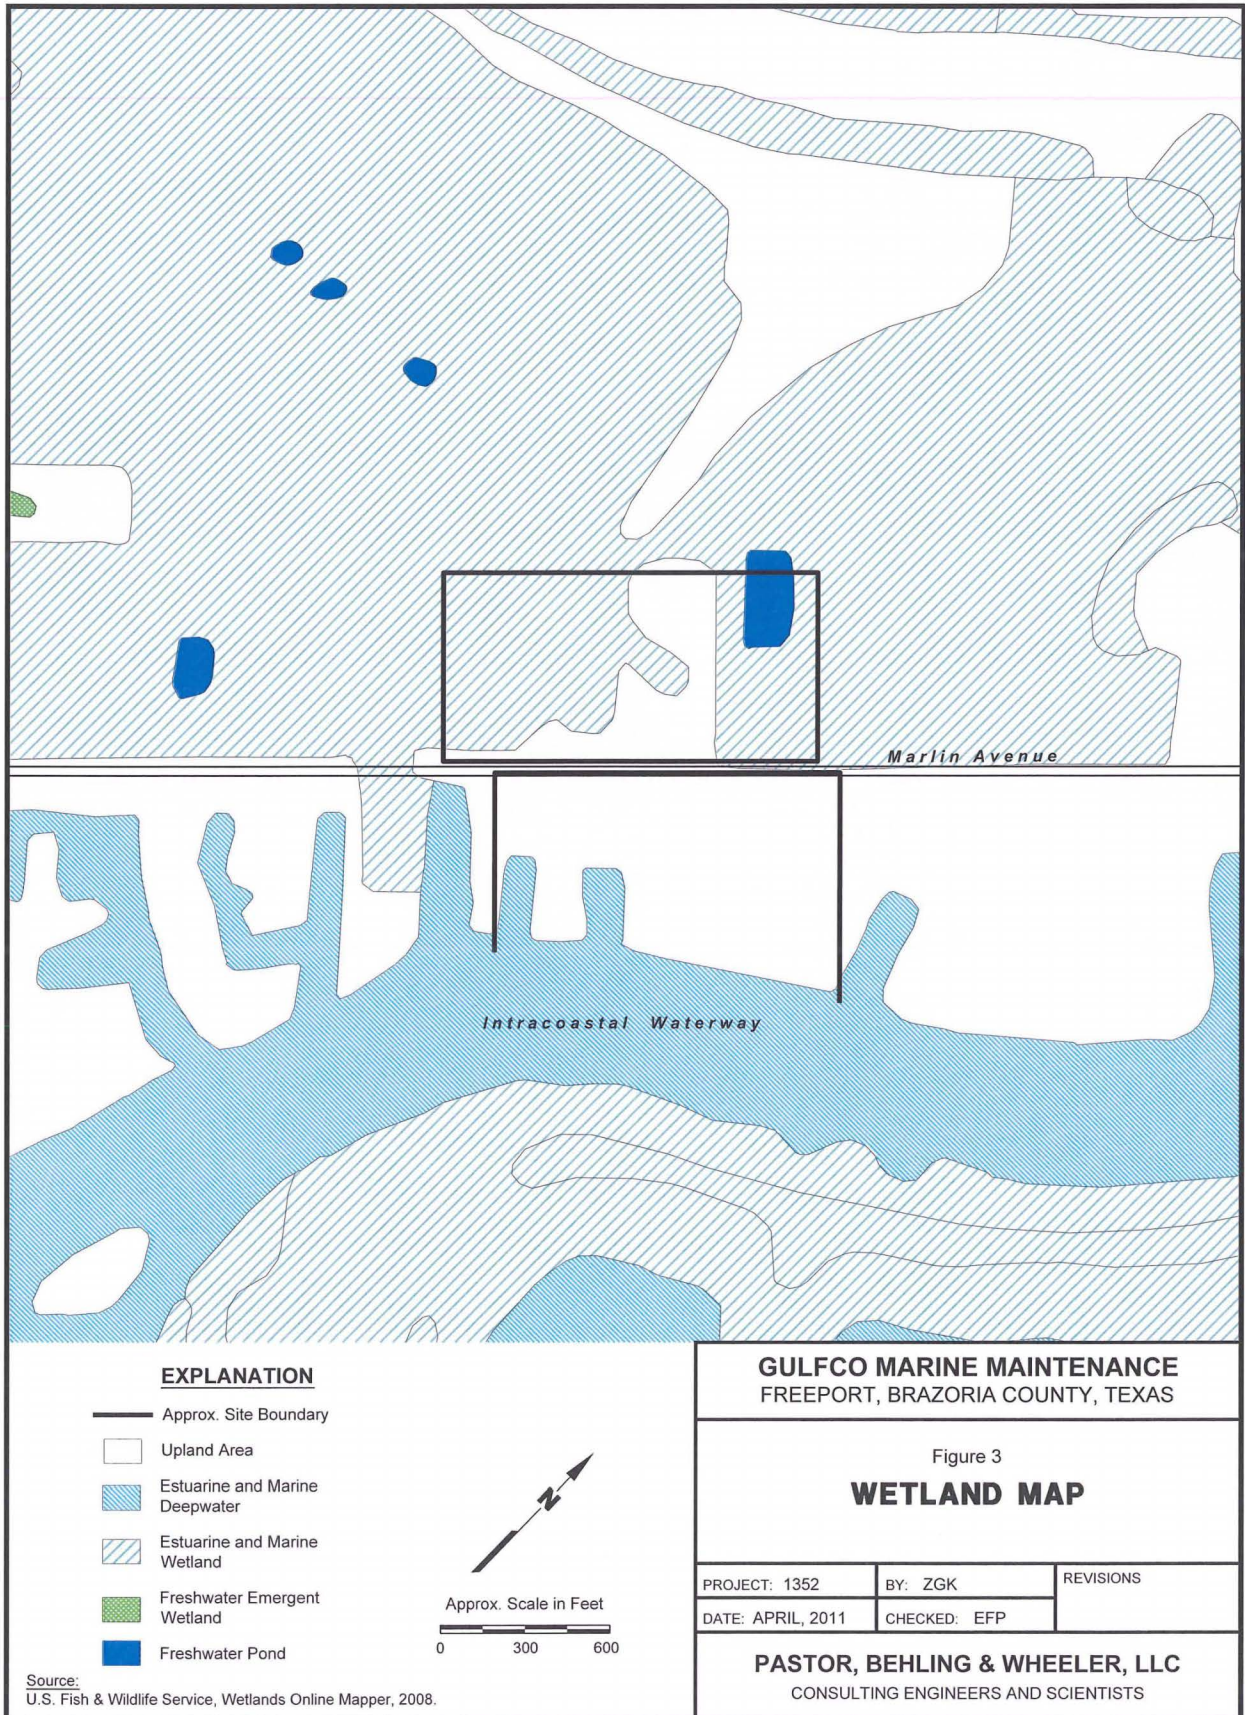 Marlin Avenue
Intracoastal Waterway
EXPLANATION
Approx. Site Boundary
Upland Area
Estuarine and Marine
Deepwater
Estuarine and Marine
Wetland
Freshwater Emergent
Wetland
Freshwater Pond
Source:
U.S. Fish & Wildlife Service, Wetlands Online Mapper, 2008.
N
Approx. Scale in Feet
0 300 600
GULFCO MARINE MAINTENANCE
FREEPORT, BRAZORIA COUNTY, TEXAS
Figure 3
WETLAND MAP
PROJECT: 1352 BY: ZGK REVISIONS
DATE: APRIL, 2011 CHECKED: EFP
PASTOR, BEHLING & WHEELER, LLC
CONSULTING ENGINEERS AND SCIENTISTS